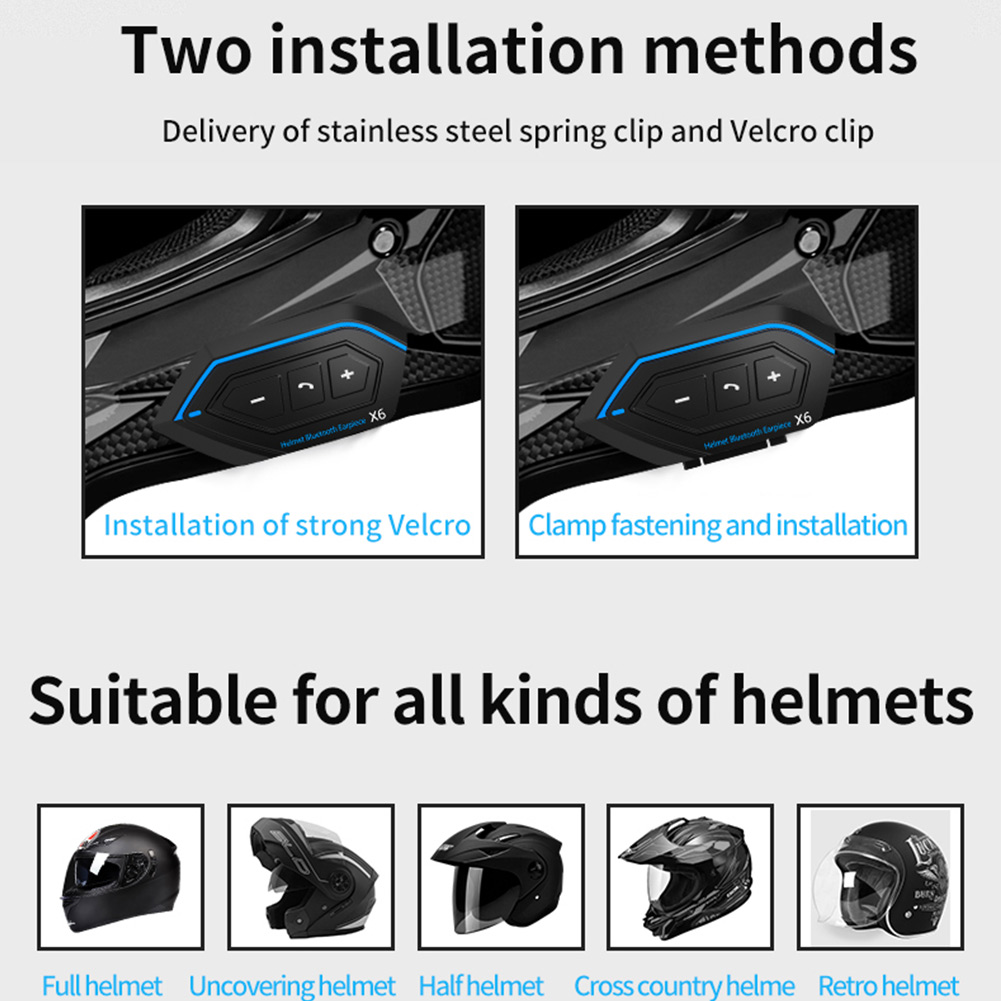 Two installation methods
Delivery of stainless steel spring clip and Velcro clip
Helmet Bluetooth Earpiece X6
Installation of strong Velcro
Helmet Bluetooth Earpiece X6
Clamp fastening and installation
Suitable for all kinds of helmets
Full helmet
Uncovering helmet
Half helmet
Cross country helme
Retro helmet